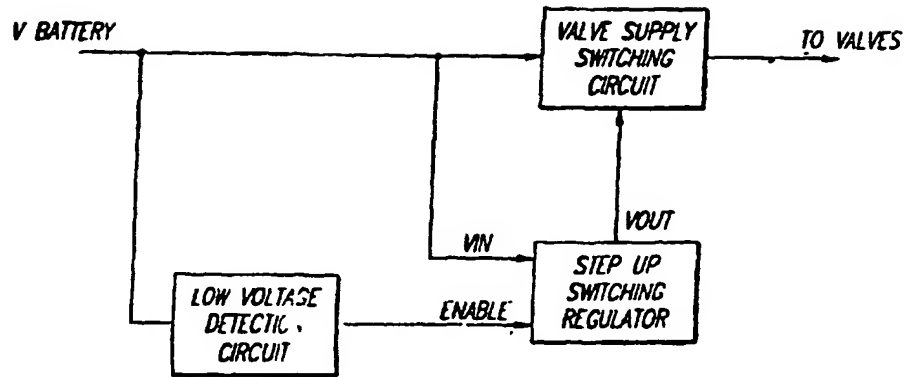 V BATTERY
VALVE SUPPLY
SWITCHING
CIRCUIT
TO VALVES
VOUT
VIN
STEP UP
SWITCHING
REGULATOR
LOW VOLTAGE
CIRCUIT
ENABLE